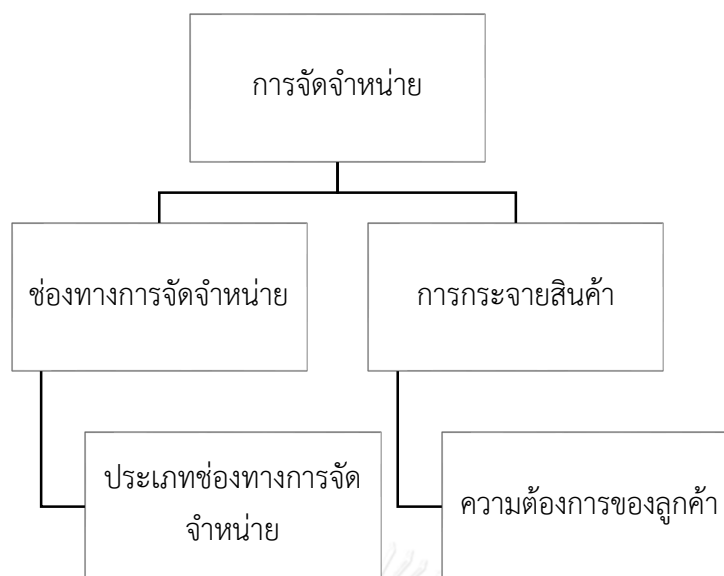 การจัดจำหน่าย
ช่องทางการจัดจำหน่าย
การกระจายสินค้า
ประเภทช่องทางการจัด
จำหน่าย
ความต้องการของลูกค้า